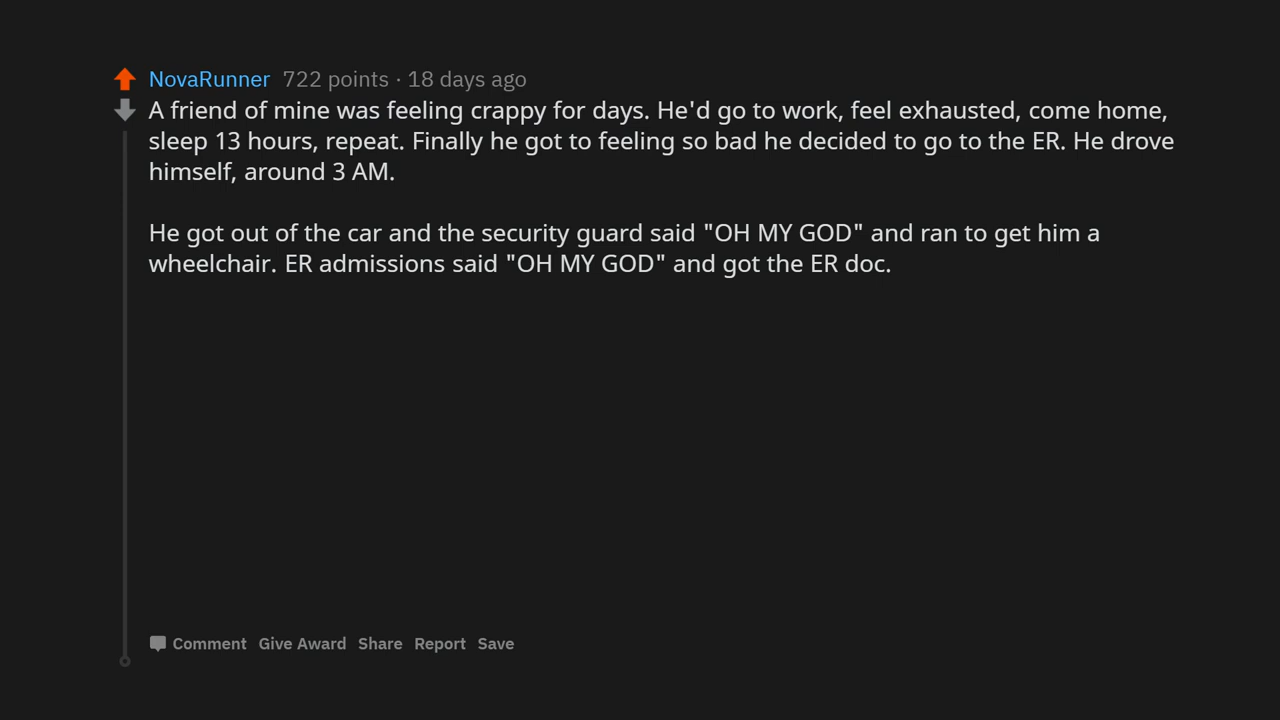 NovaRunner 722 points · 18 days ago
A friend of mine was feeling crappy for days. He'd go to work, feel exhausted, come home,
sleep 13 hours, repeat. Finally he got to feeling so bad he decided to go to the ER. He drove
himself, around 3 AM.
He got out of the car and the security guard said "OH MY GOD" and ran to get him a
wheelchair. ER admissions said "OH MY GOD" and got the ER doc.
Comment Give Award Share Report Save